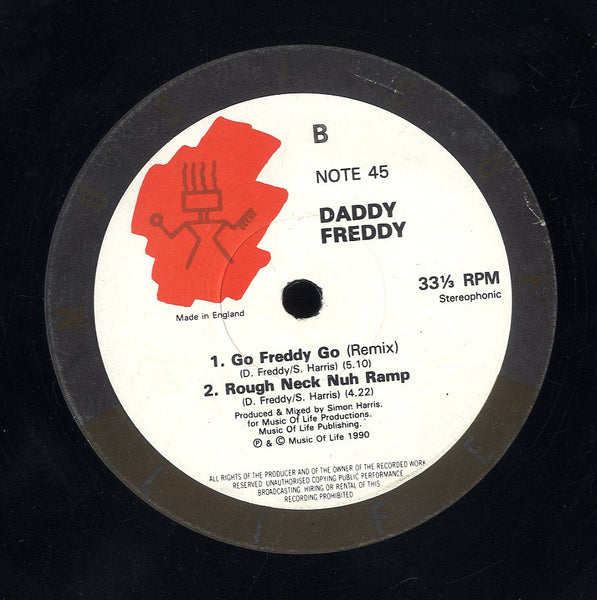 B
NOTE 45
DADDY
FREDDY
33⅓ RPM
Stereophonic
Made in England
1. Go Freddy Go (Remix)
(D. Freddy/S. Harris) (5.10)
2. Rough Neck Nuh Ramp
(D. Freddy/S. Harris) (4.22)
Produced & Mixed by Simon Harris.
for Music Of Life Productions.
Music Of Life Publishing.
℗ & © Music Of Life 1990
ALL RIGHTS OF THE PRODUCER AND OF THE OWNER OF THE RECORDED WORK
RESERVED UNAUTHORISED COPYING PUBLIC PERFORMANCE
BROADCASTING HIRING OR RENTAL OF THIS
RECORDING PROHIBITED